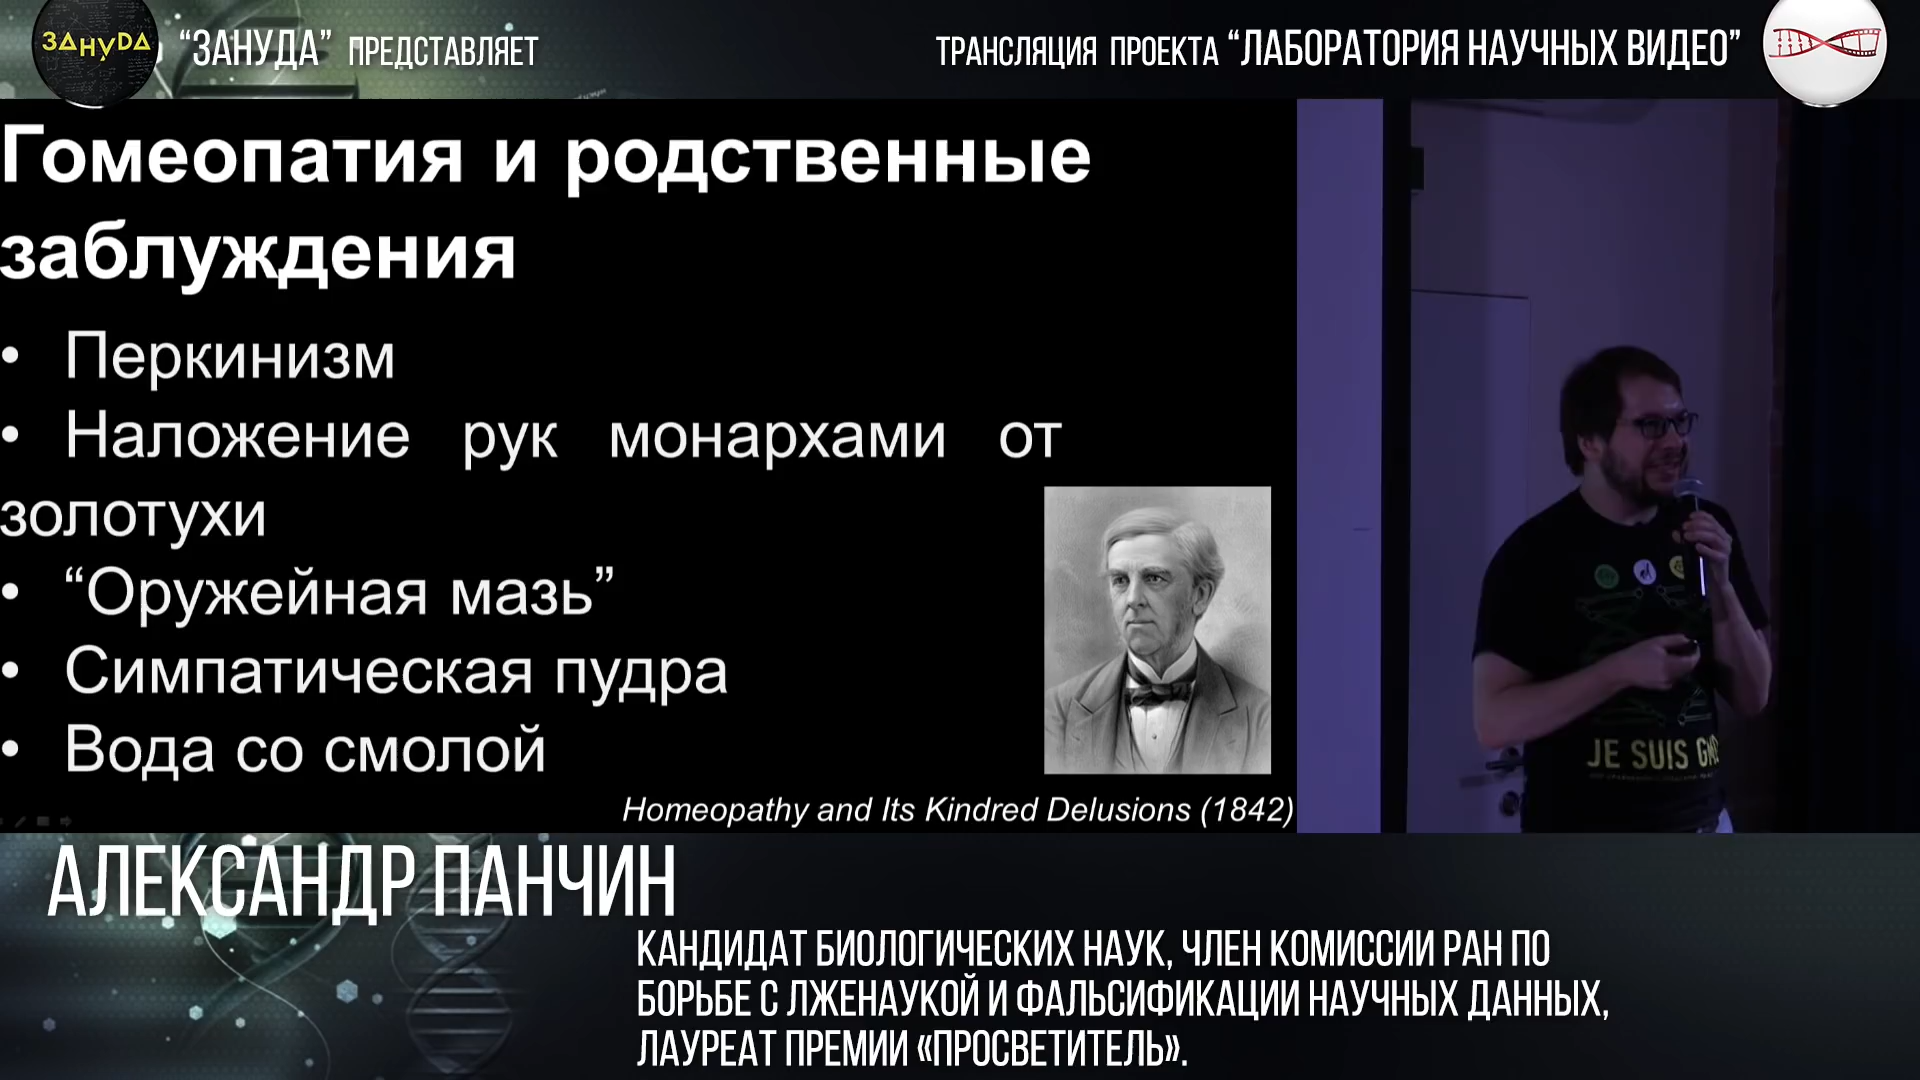 ЗАНУDА
“ЗАНУДА” ПРЕДСТАВЛЯЕТ
ТРАНСЛЯЦИЯ ПРОЕКТА “ЛАБОРАТОРИЯ НАУЧНЫХ ВИДЕО”
Гомеопатия и родственные
заблуждения
• Перкинизм
• Наложение рук монархами от
золотухи
• “Оружейная мазь”
• Симпатическая пудра
• Вода со смолой
Homeopathy and Its Kindred Delusions (1842)
JE SUIS
АЛЕКСАНДР ПАНЧИН
КАНДИДАТ БИОЛОГИЧЕСКИХ НАУК, ЧЛЕН КОМИССИИ РАН ПО
БОРЬБЕ С ЛЖЕНАУКОЙ И ФАЛЬСИФИКАЦИИ НАУЧНЫХ ДАННЫХ,
ЛАУРЕАТ ПРЕМИИ «ПРОСВЕТИТЕЛЬ».